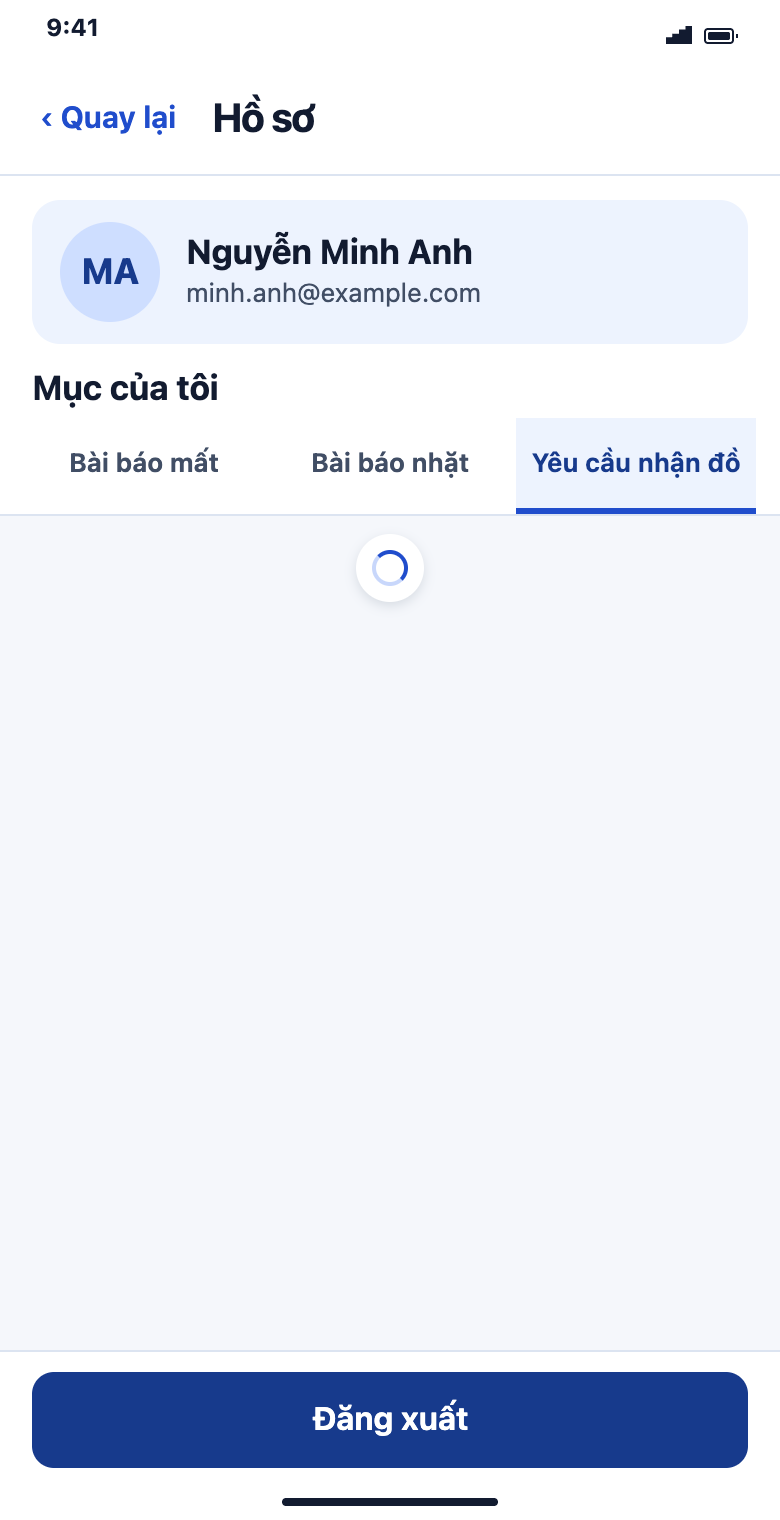 9:41
‹ Quay lại
Hồ sơ
MA
Nguyễn Minh Anh
minh.anh@example.com
Mục của tôi
Bài báo mất
Bài báo nhặt
Yêu cầu nhận đồ
Đăng xuất